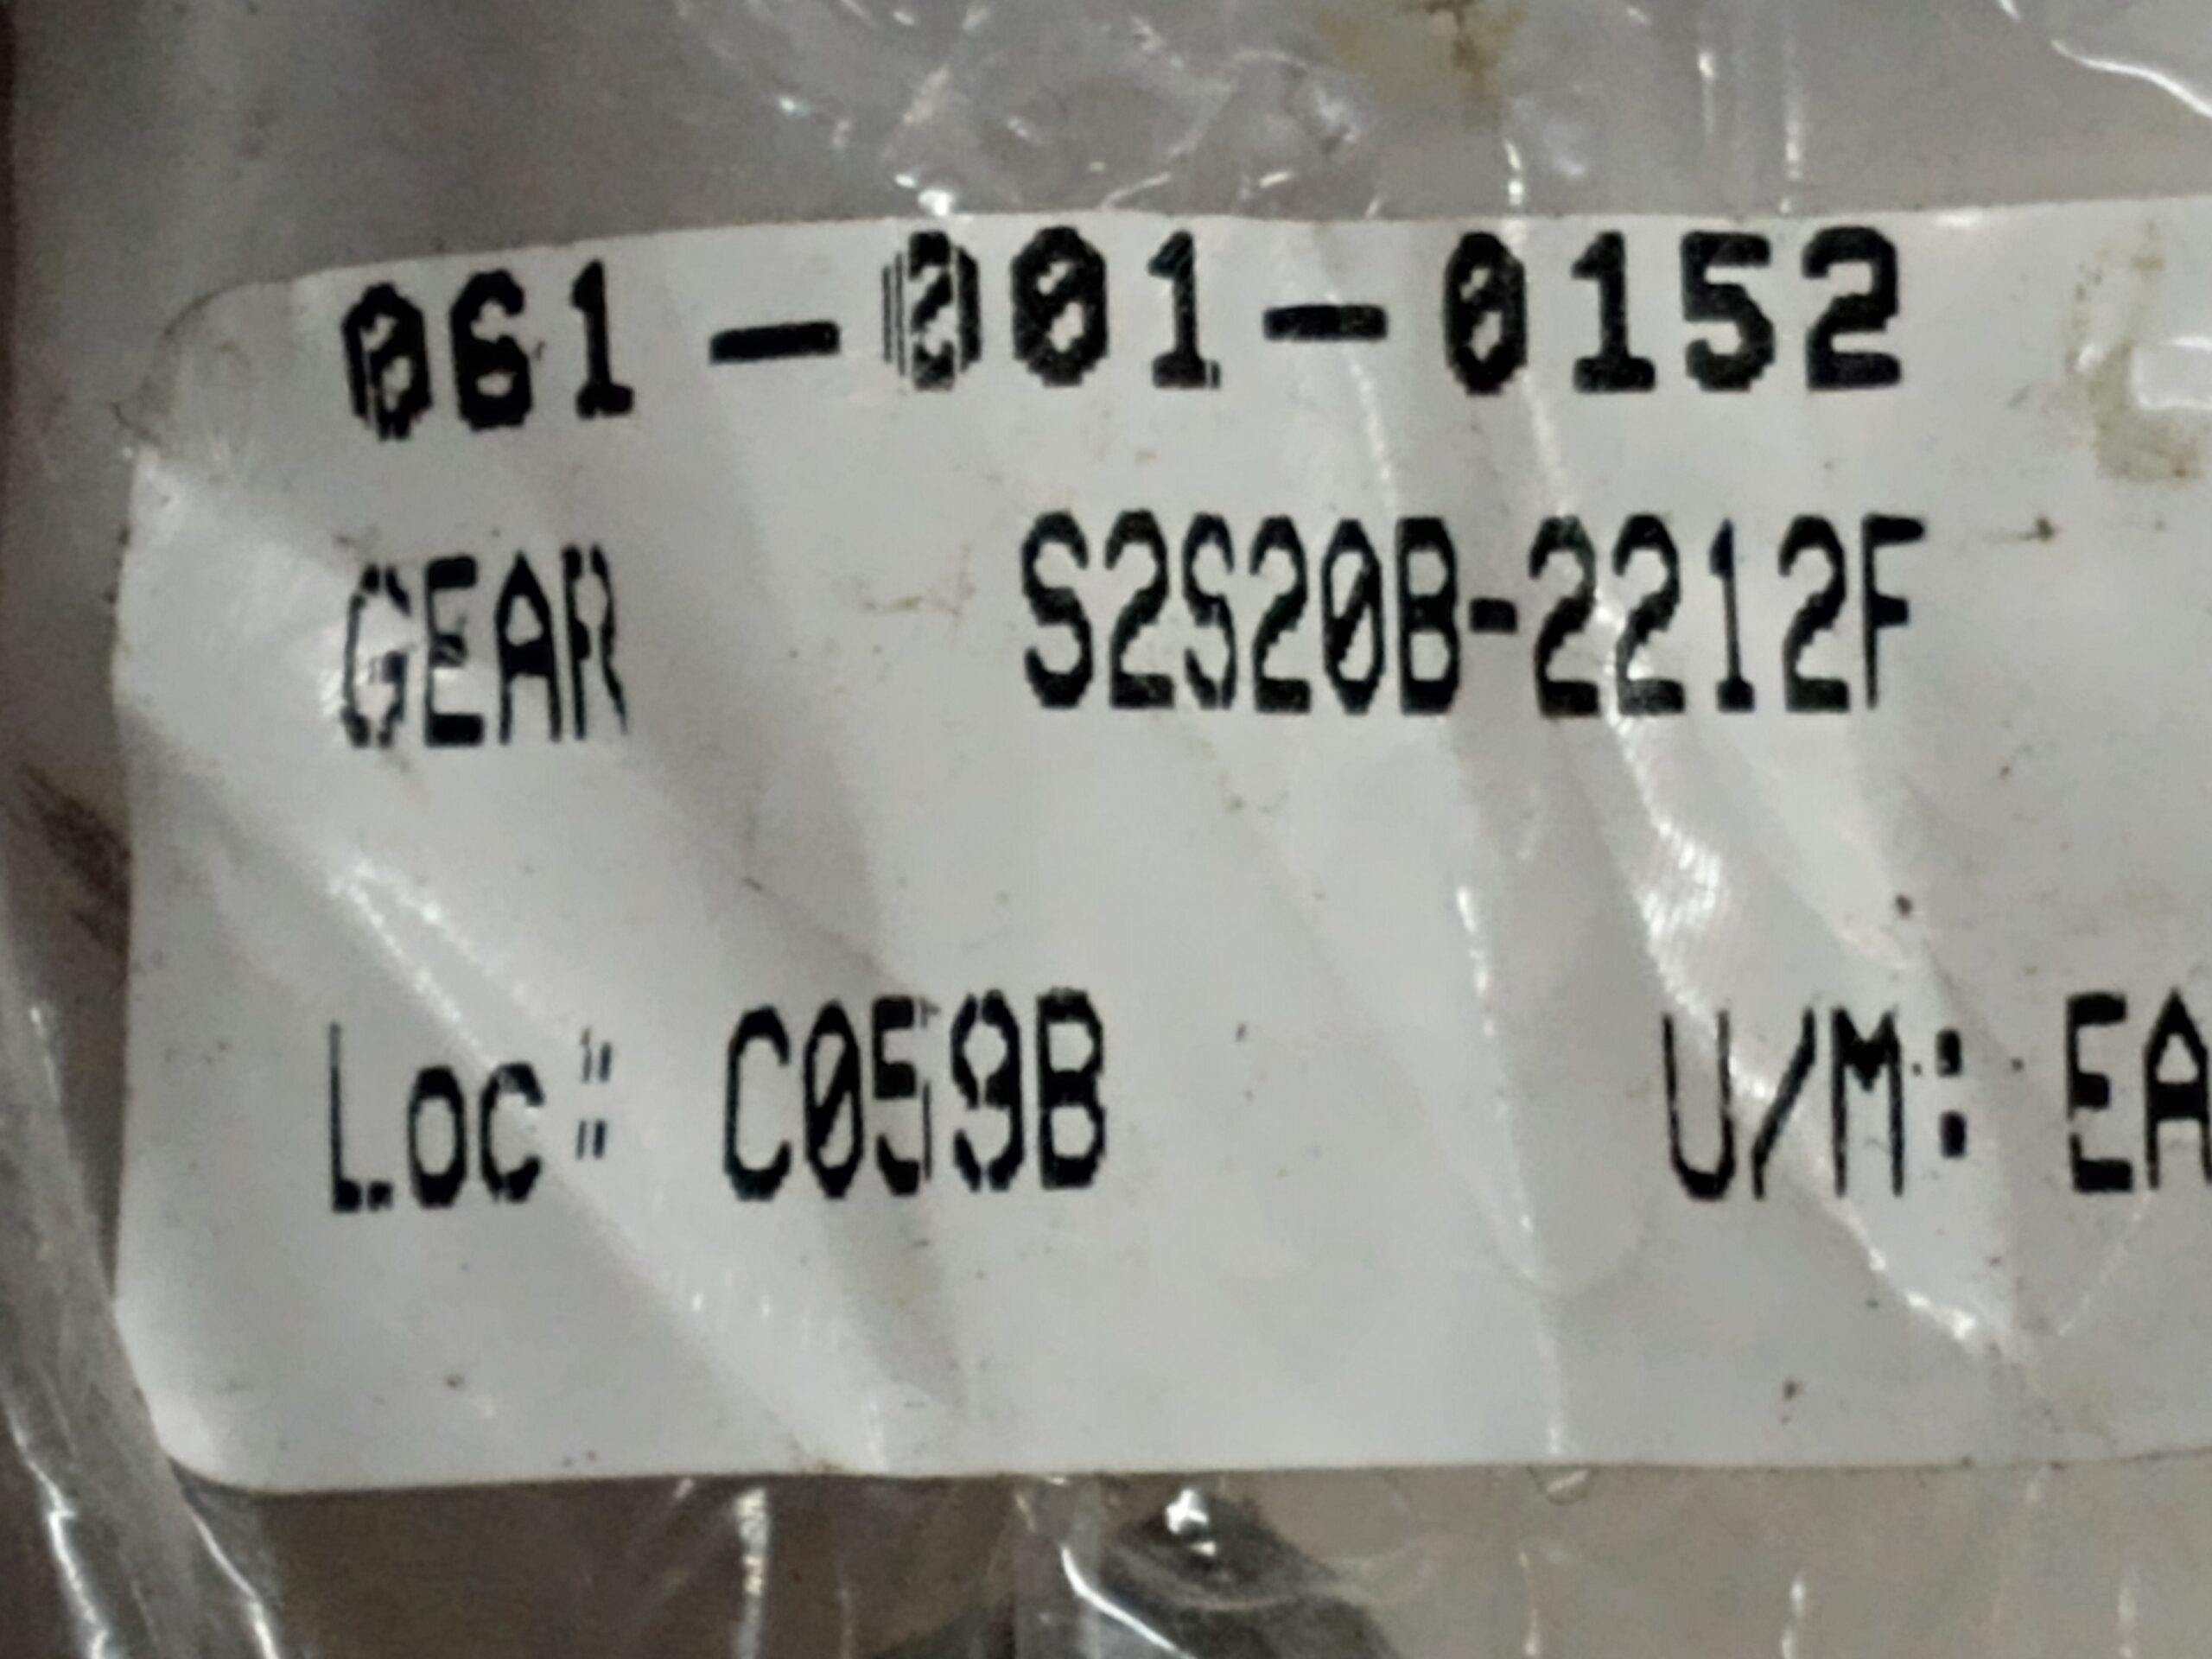 061-001-0152
GEAR S2S20B-2212F
Loc: C059B U/M: EA